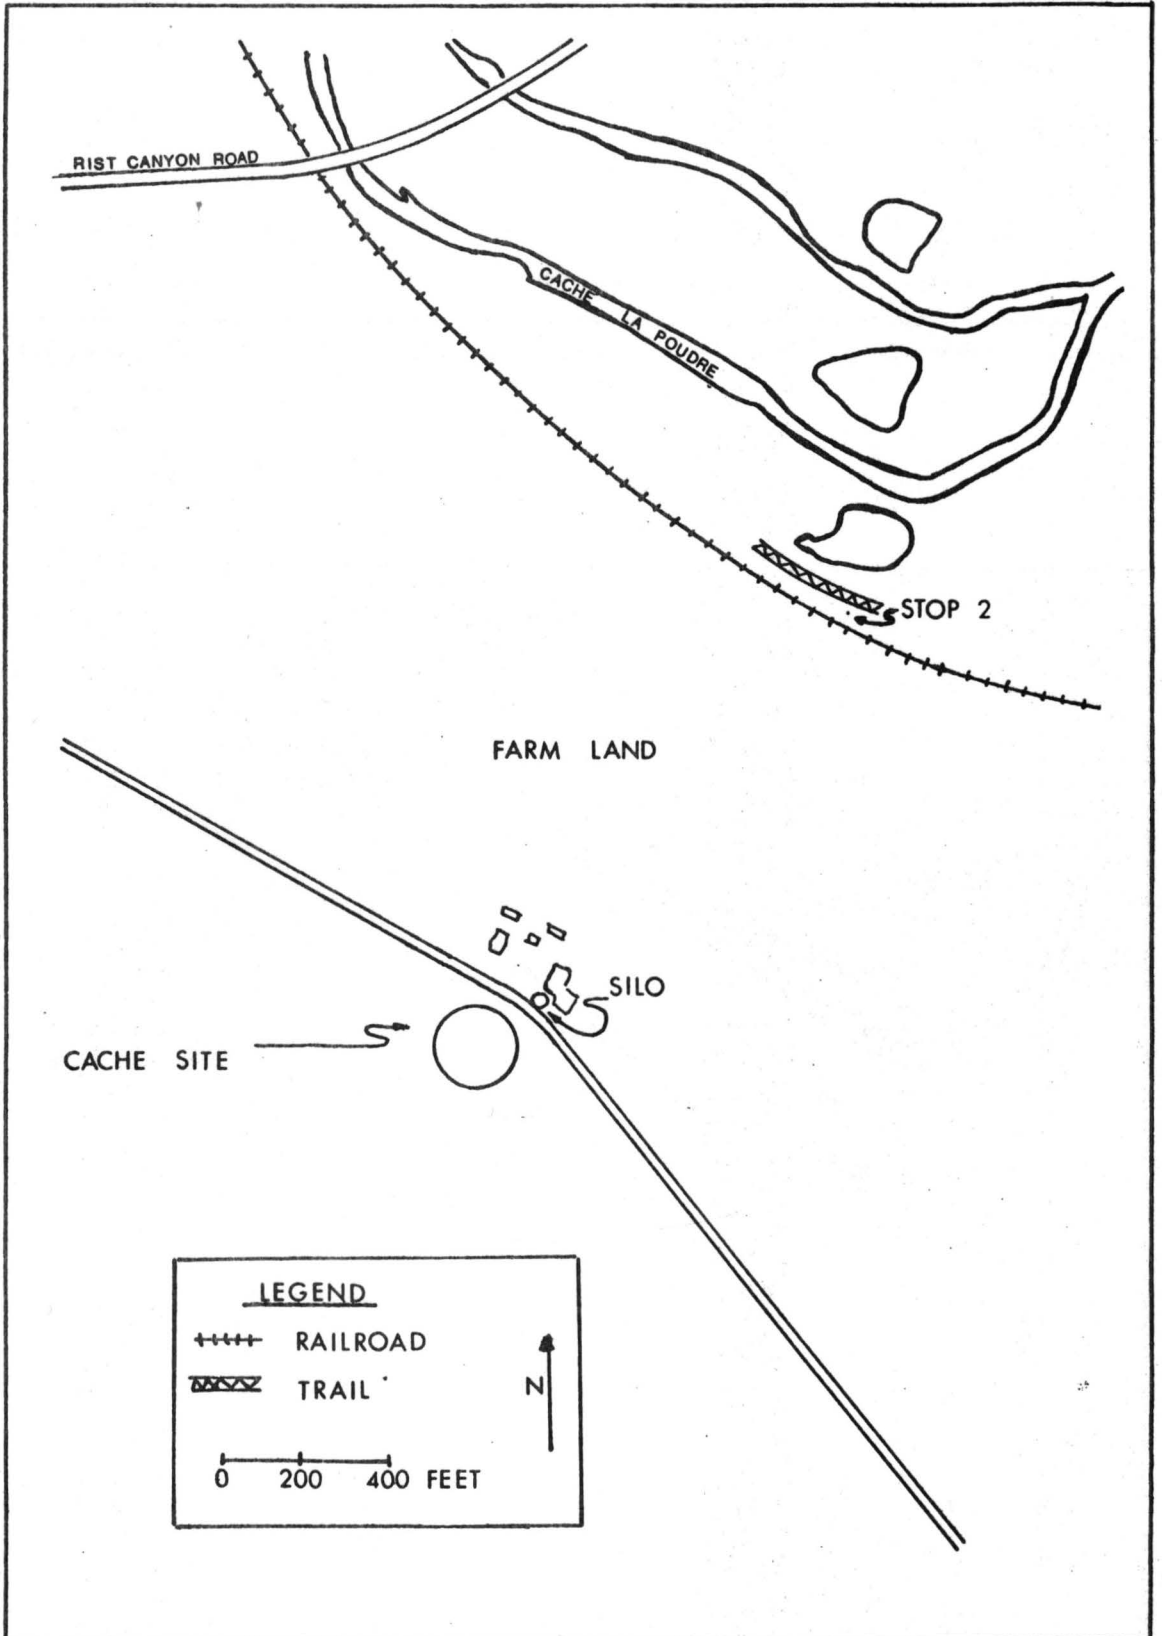 RIST CANYON ROAD
CACHE LA POUDRE
STOP 2
FARM LAND
SILO
CACHE SITE
LEGEND
RAILROAD
TRAIL
N
0 200 400 FEET